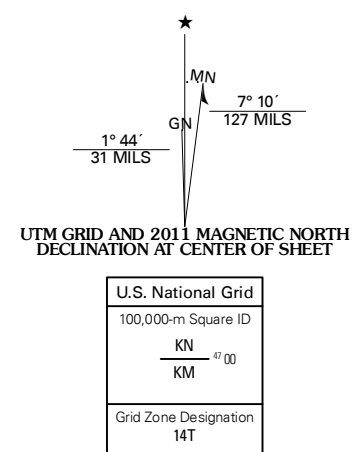 ★
MN
GN
7° 10´
127 MILS
1° 44´
31 MILS
UTM GRID AND 2011 MAGNETIC NORTH
DECLINATION AT CENTER OF SHEET
U.S. National Grid
100,000-m Square ID
KN
47 00
KM
Grid Zone Designation
14T